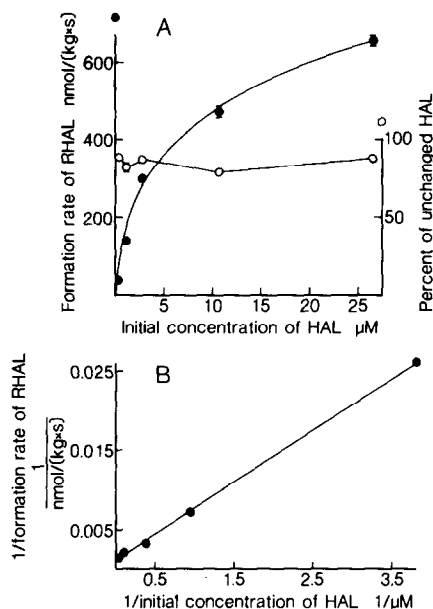 A
Formation rate of RHAL nmol/(kg×s)
600
400
200
100
50
Percent of unchanged HAL
0
5
10
15
20
25
Initial concentration of HAL µM
B
1/formation rate of RHAL
1
nmol/(kg×s)
0.025
0.015
0.005
0.5
1.5
2.5
3.5
1/initial concentration of HAL 1/µM